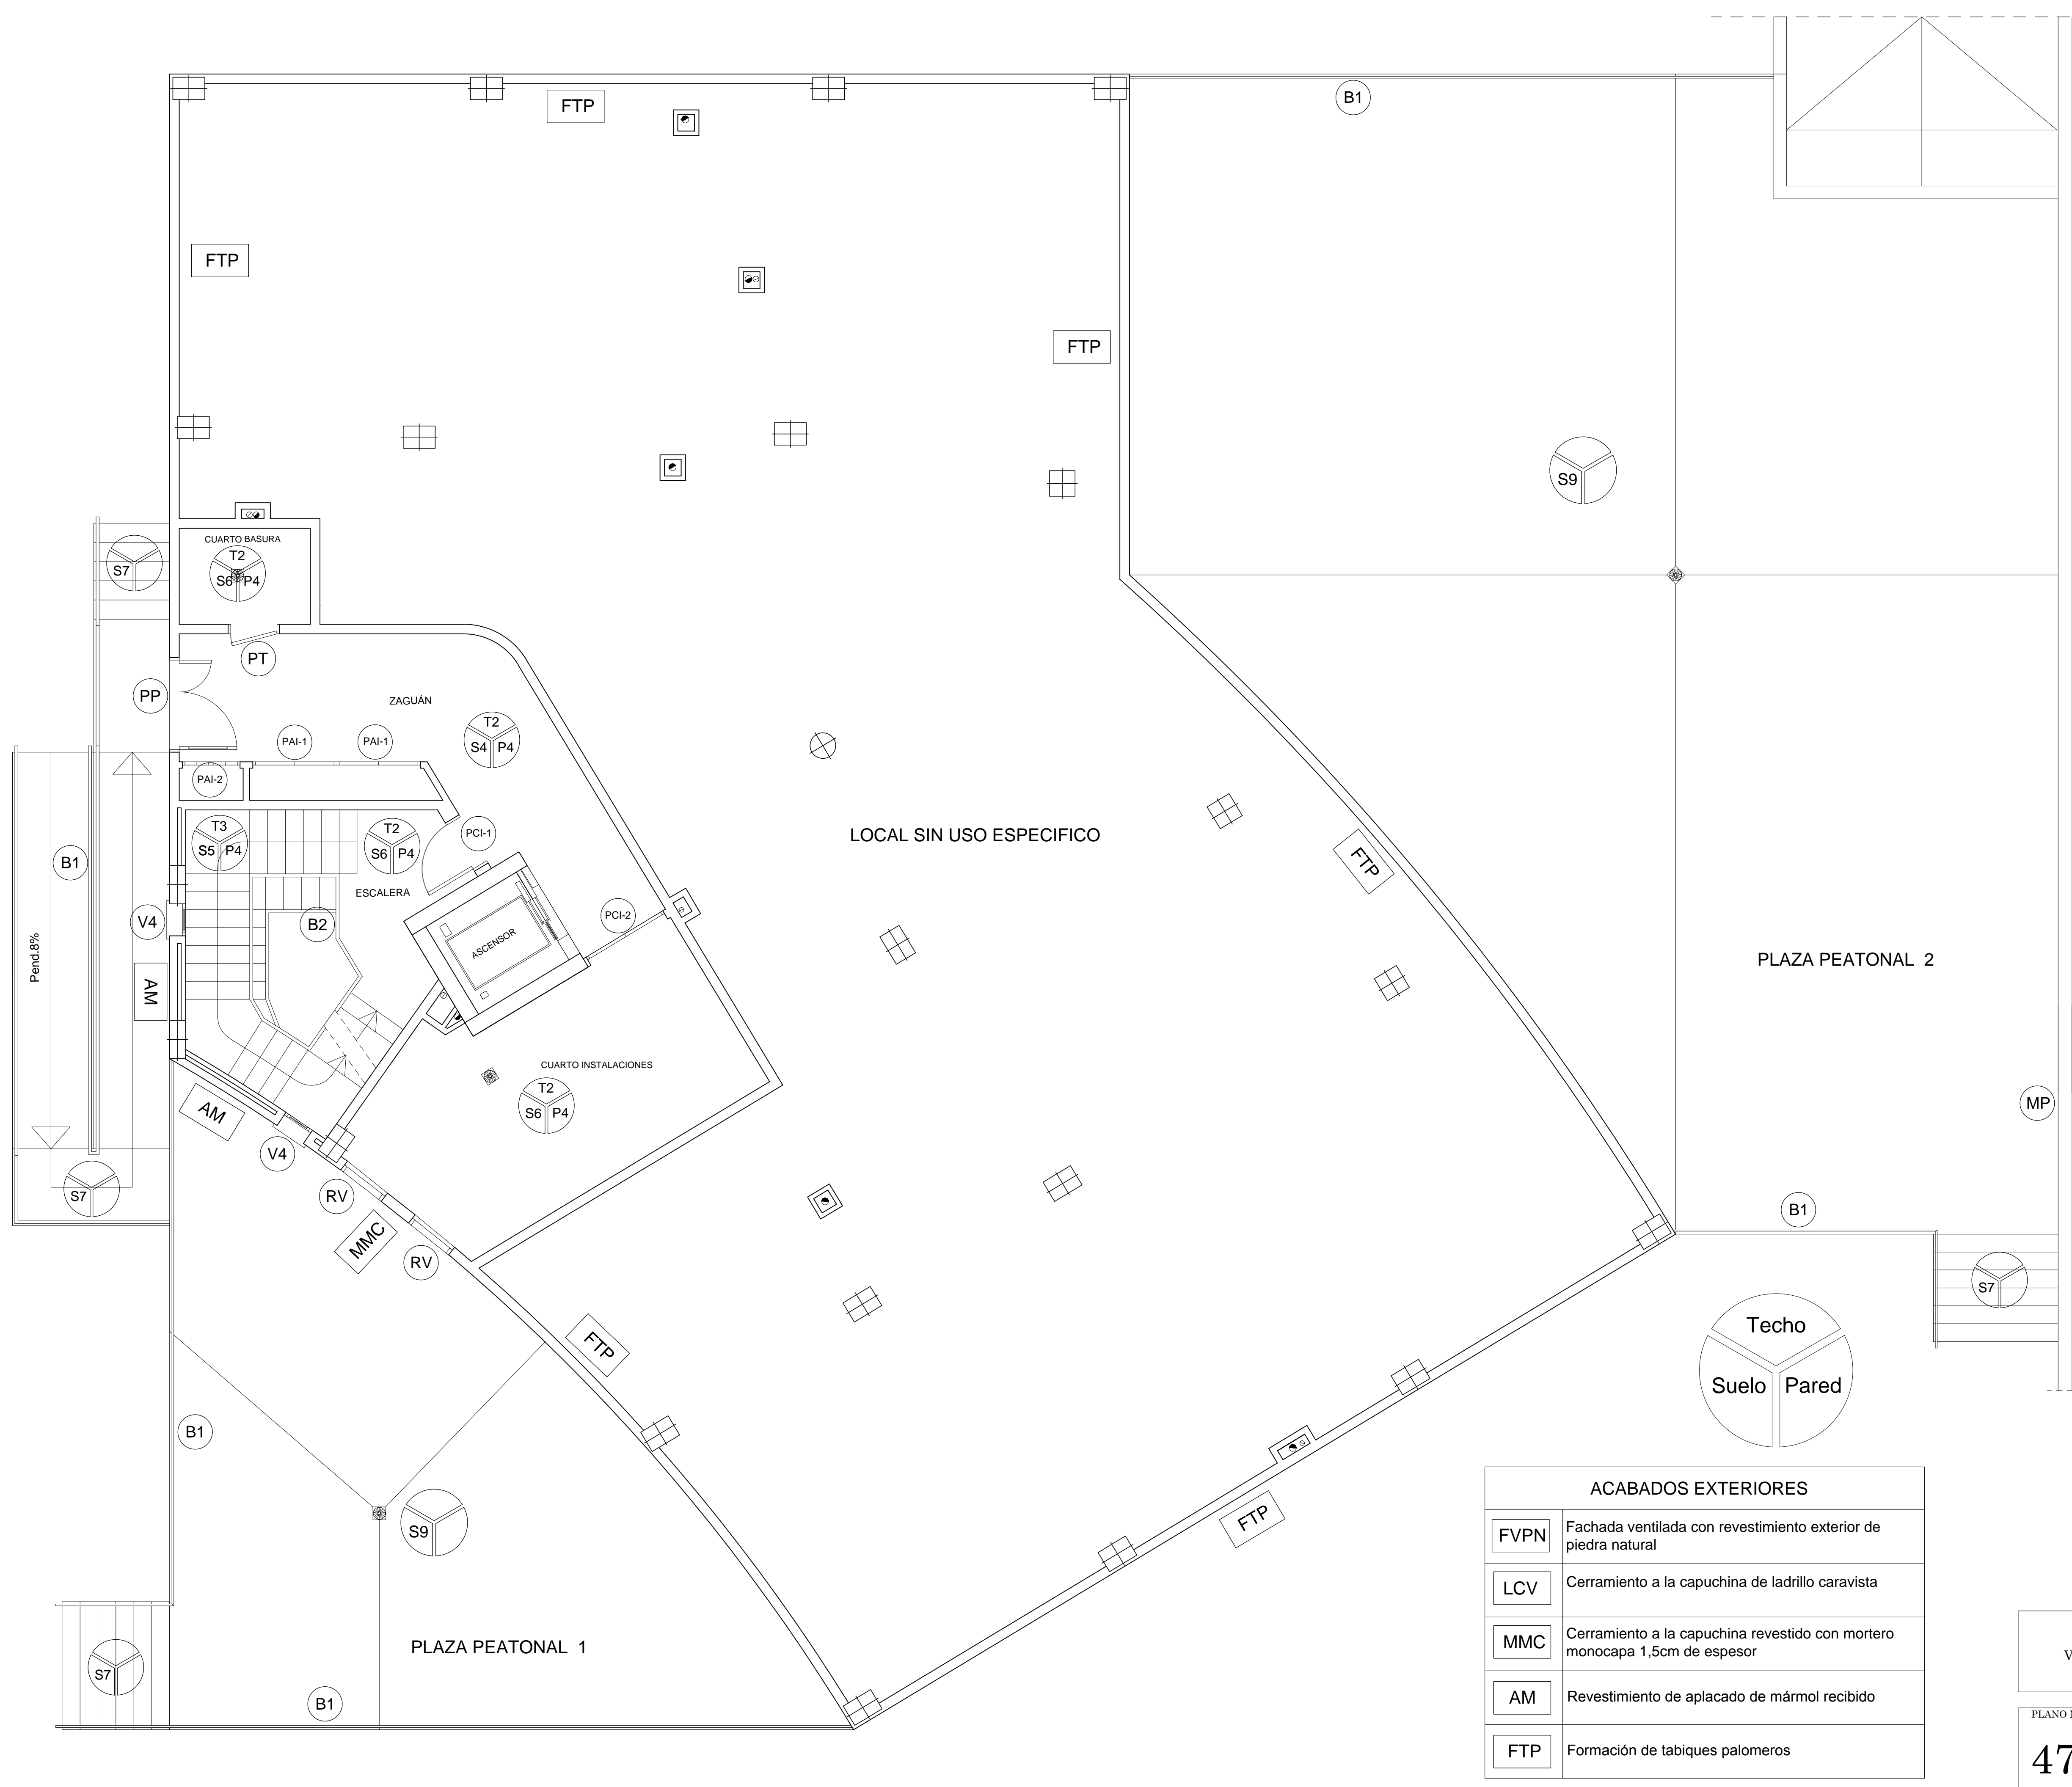 FTP
B1
FTP
FTP
S9
CUARTO BASURA
T2
S6 P4
S7
PT
PP
ZAGUÁN
T2
S4 P4
PAI-1
PAI-1
PAI-2
PCI-1
T3
S5 P4
T2
S6 P4
LOCAL SIN USO ESPECIFICO
FTP
B1
ESCALERA
V4
B2
PCI-2
ASCENSOR
Pend.8%
AM
PLAZA PEATONAL 2
CUARTO INSTALACIONES
T2
S6 P4
MP
AM
V4
S7
RV
MMC
RV
B1
S7
FTP
Techo
Suelo Pared
B1
S9
FTP
S7
PLAZA PEATONAL 1
B1
ACABADOS EXTERIORES
FVPN Fachada ventilada con revestimiento exterior de
piedra natural
LCV Cerramiento a la capuchina de ladrillo caravista
MMC Cerramiento a la capuchina revestido con mortero
monocapa 1,5cm de espesor
AM Revestimiento de aplacado de mármol recibido
FTP Formación de tabiques palomeros
V
PLANO
47